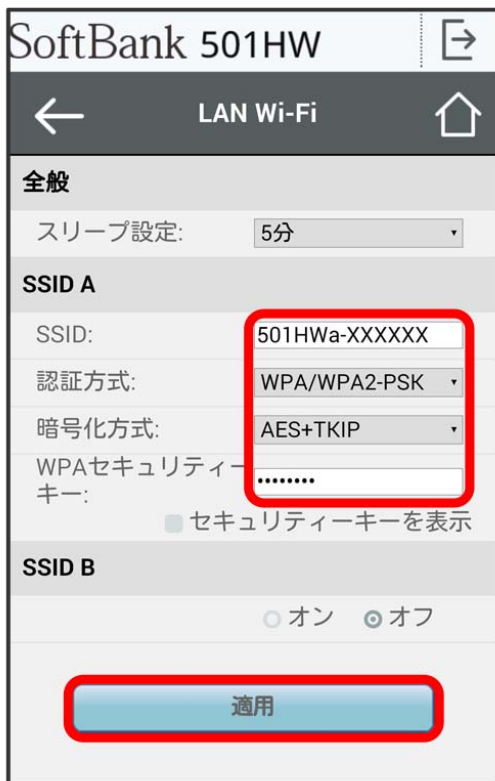 SoftBank 501HW
LAN Wi-Fi
全般
スリープ設定: 5分
SSID A
SSID: 501HWa-XXXXXX
認証方式: WPA/WPA2-PSK
暗号化方式: AES+TKIP
WPAセキュリティー
キー: ••••••••
セキュリティーキーを表示
SSID B
オン オフ
適用